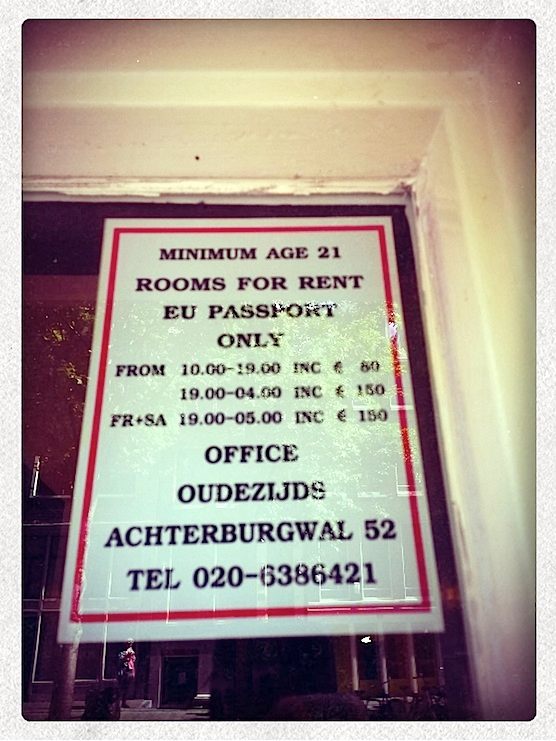 MINIMUM AGE 21
ROOMS FOR RENT
EU PASSPORT
ONLY
FROM 10.00-19.00 INC € 80
19.00-04.00 INC € 150
FR+SA 19.00-05.00 INC € 150
OFFICE
OUDEZIJDS
ACHTERBURGWAL 52
TEL 020-6386421